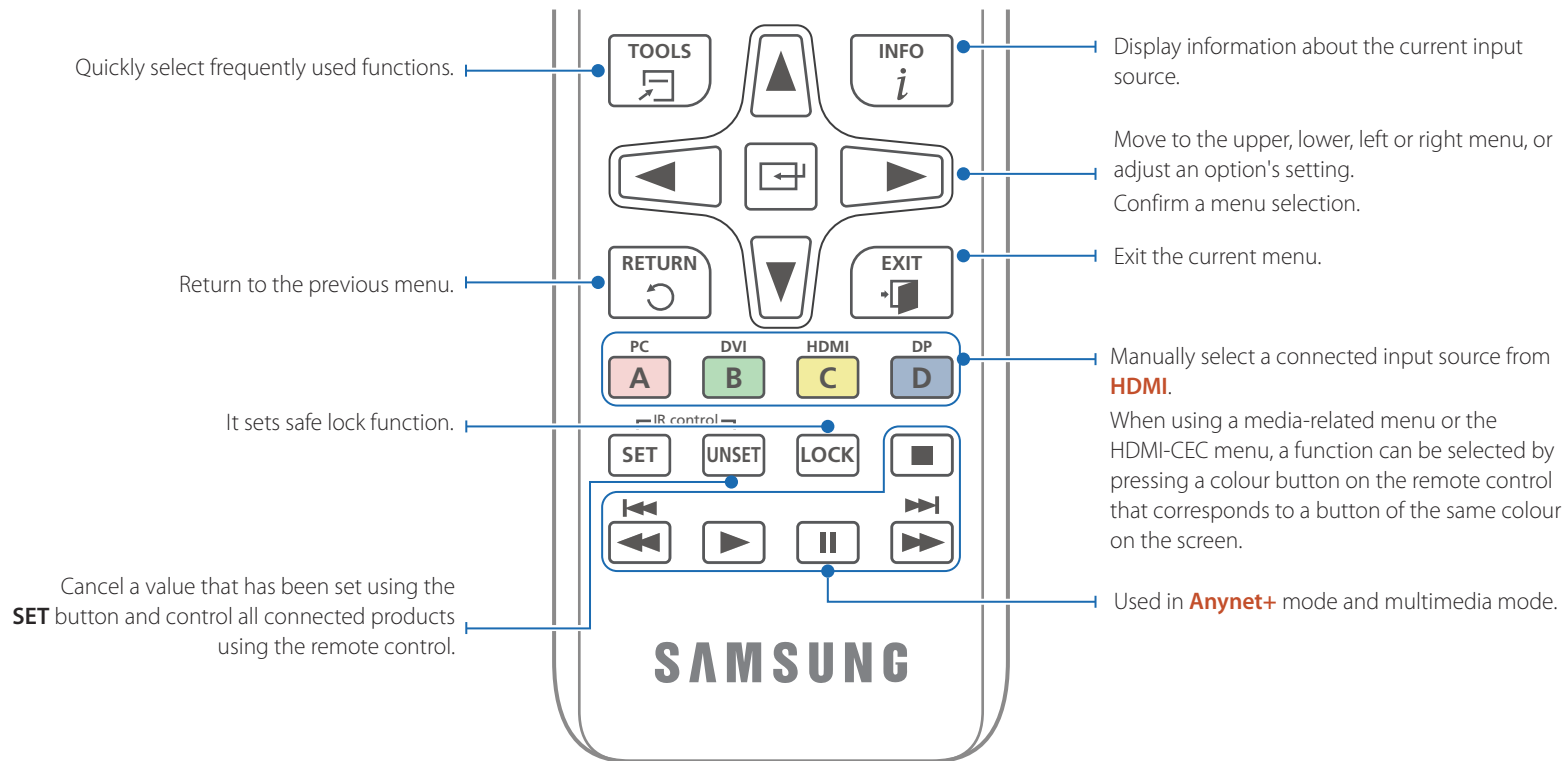 Quickly select frequently used functions.
TOOLS
INFO
i
Display information about the current input
source.
Move to the upper, lower, left or right menu, or
adjust an option's setting.
Confirm a menu selection.
Return to the previous menu.
RETURN
EXIT
Exit the current menu.
PC DVI HDMI DP
A B C D
Manually select a connected input source from
HDMI.
When using a media-related menu or the
HDMI-CEC menu, a function can be selected by
pressing a colour button on the remote control
that corresponds to a button of the same colour
on the screen.
It sets safe lock function.
IR control
SET UNSET LOCK
Cancel a value that has been set using the
SET button and control all connected products
using the remote control.
Used in Anynet+ mode and multimedia mode.
SAMSUNG